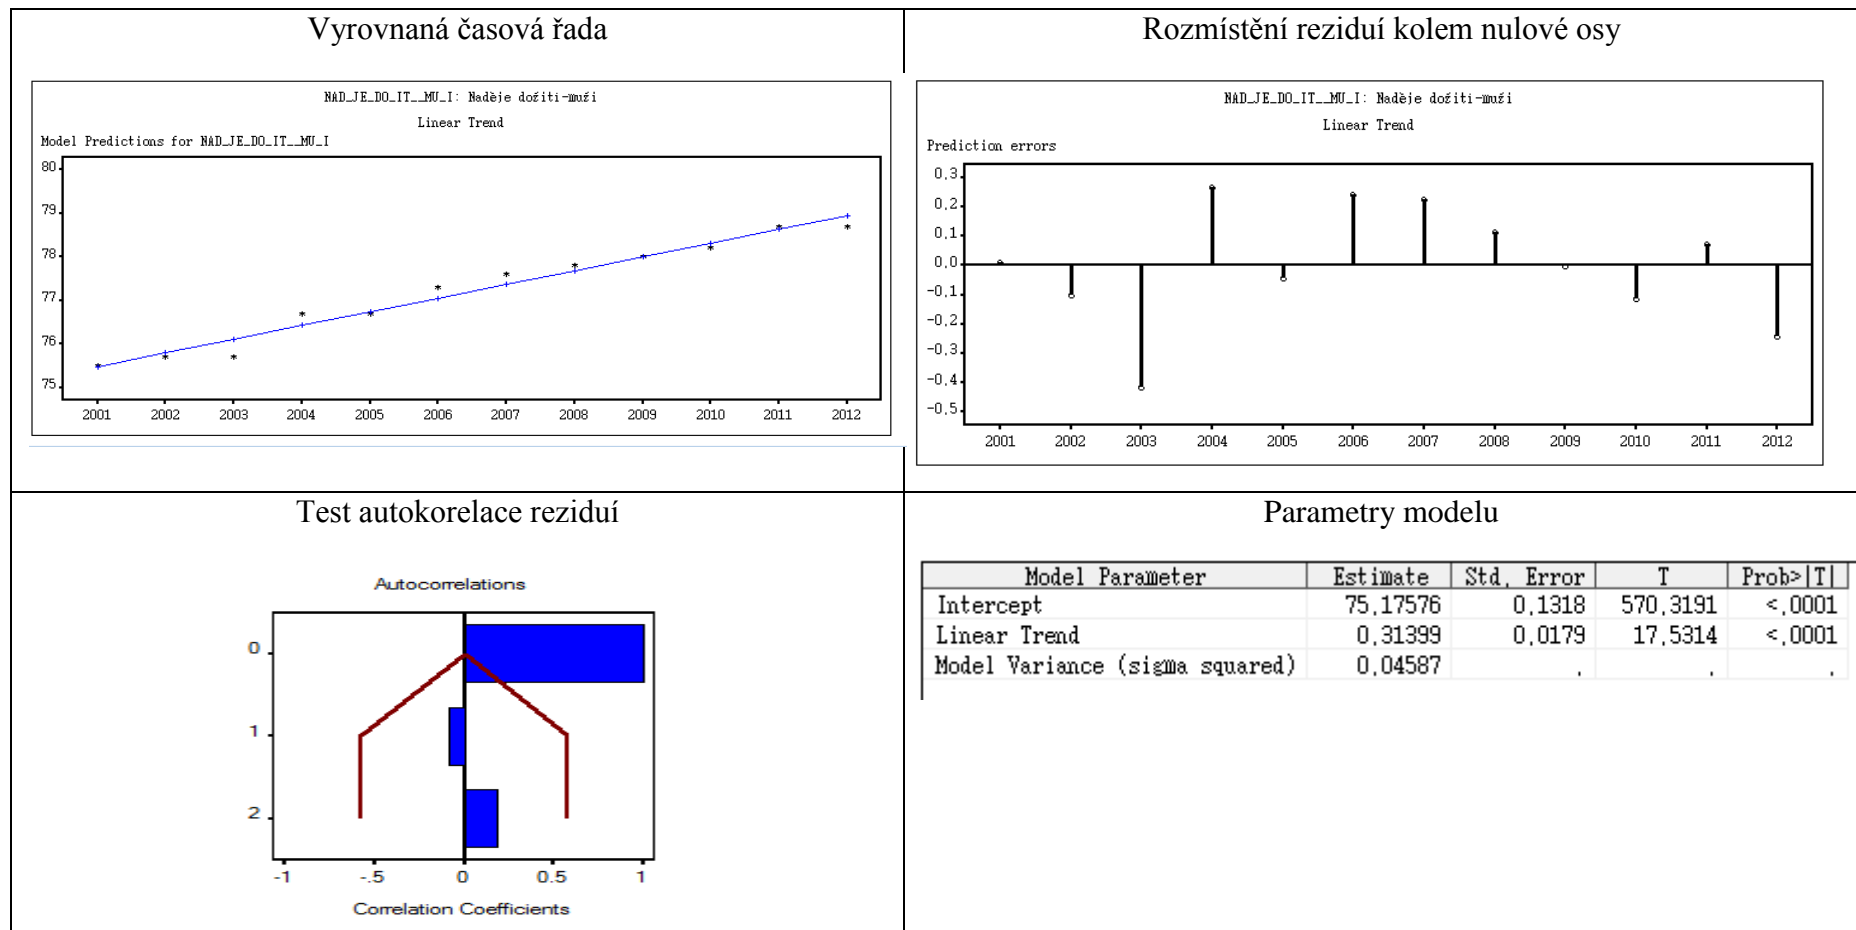 Vyrovnaná časová řada
NAD_JE_DO_IT__MU_I: Naděje dožiti-muži
Linear Trend
Model Predictions for NAD_JE_DO_IT__MU_I
80
79
78
77
76
75
2001 2002 2003 2004 2005 2006 2007 2008 2009 2010 2011 2012
Rozmístění reziduí kolem nulové osy
NAD_JE_DO_IT__MU_I: Naděje dožiti-muži
Linear Trend
Prediction errors
0,3
0,2
0,1
0,0
-0,1
-0,2
-0,3
-0,4
-0,5
2001 2002 2003 2004 2005 2006 2007 2008 2009 2010 2011 2012
Test autokorelace reziduí
Autocorrelations
0
1
2
-1 -.5 0 0.5 1
Correlation Coefficients
Parametry modelu
Model Parameter Estimate Std, Error T Prob>|T|
Intercept 75,17576 0,1318 570,3191 <,0001
Linear Trend 0,31399 0,0179 17,5314 <,0001
Model Variance (sigma squared) 0,04587 , , ,